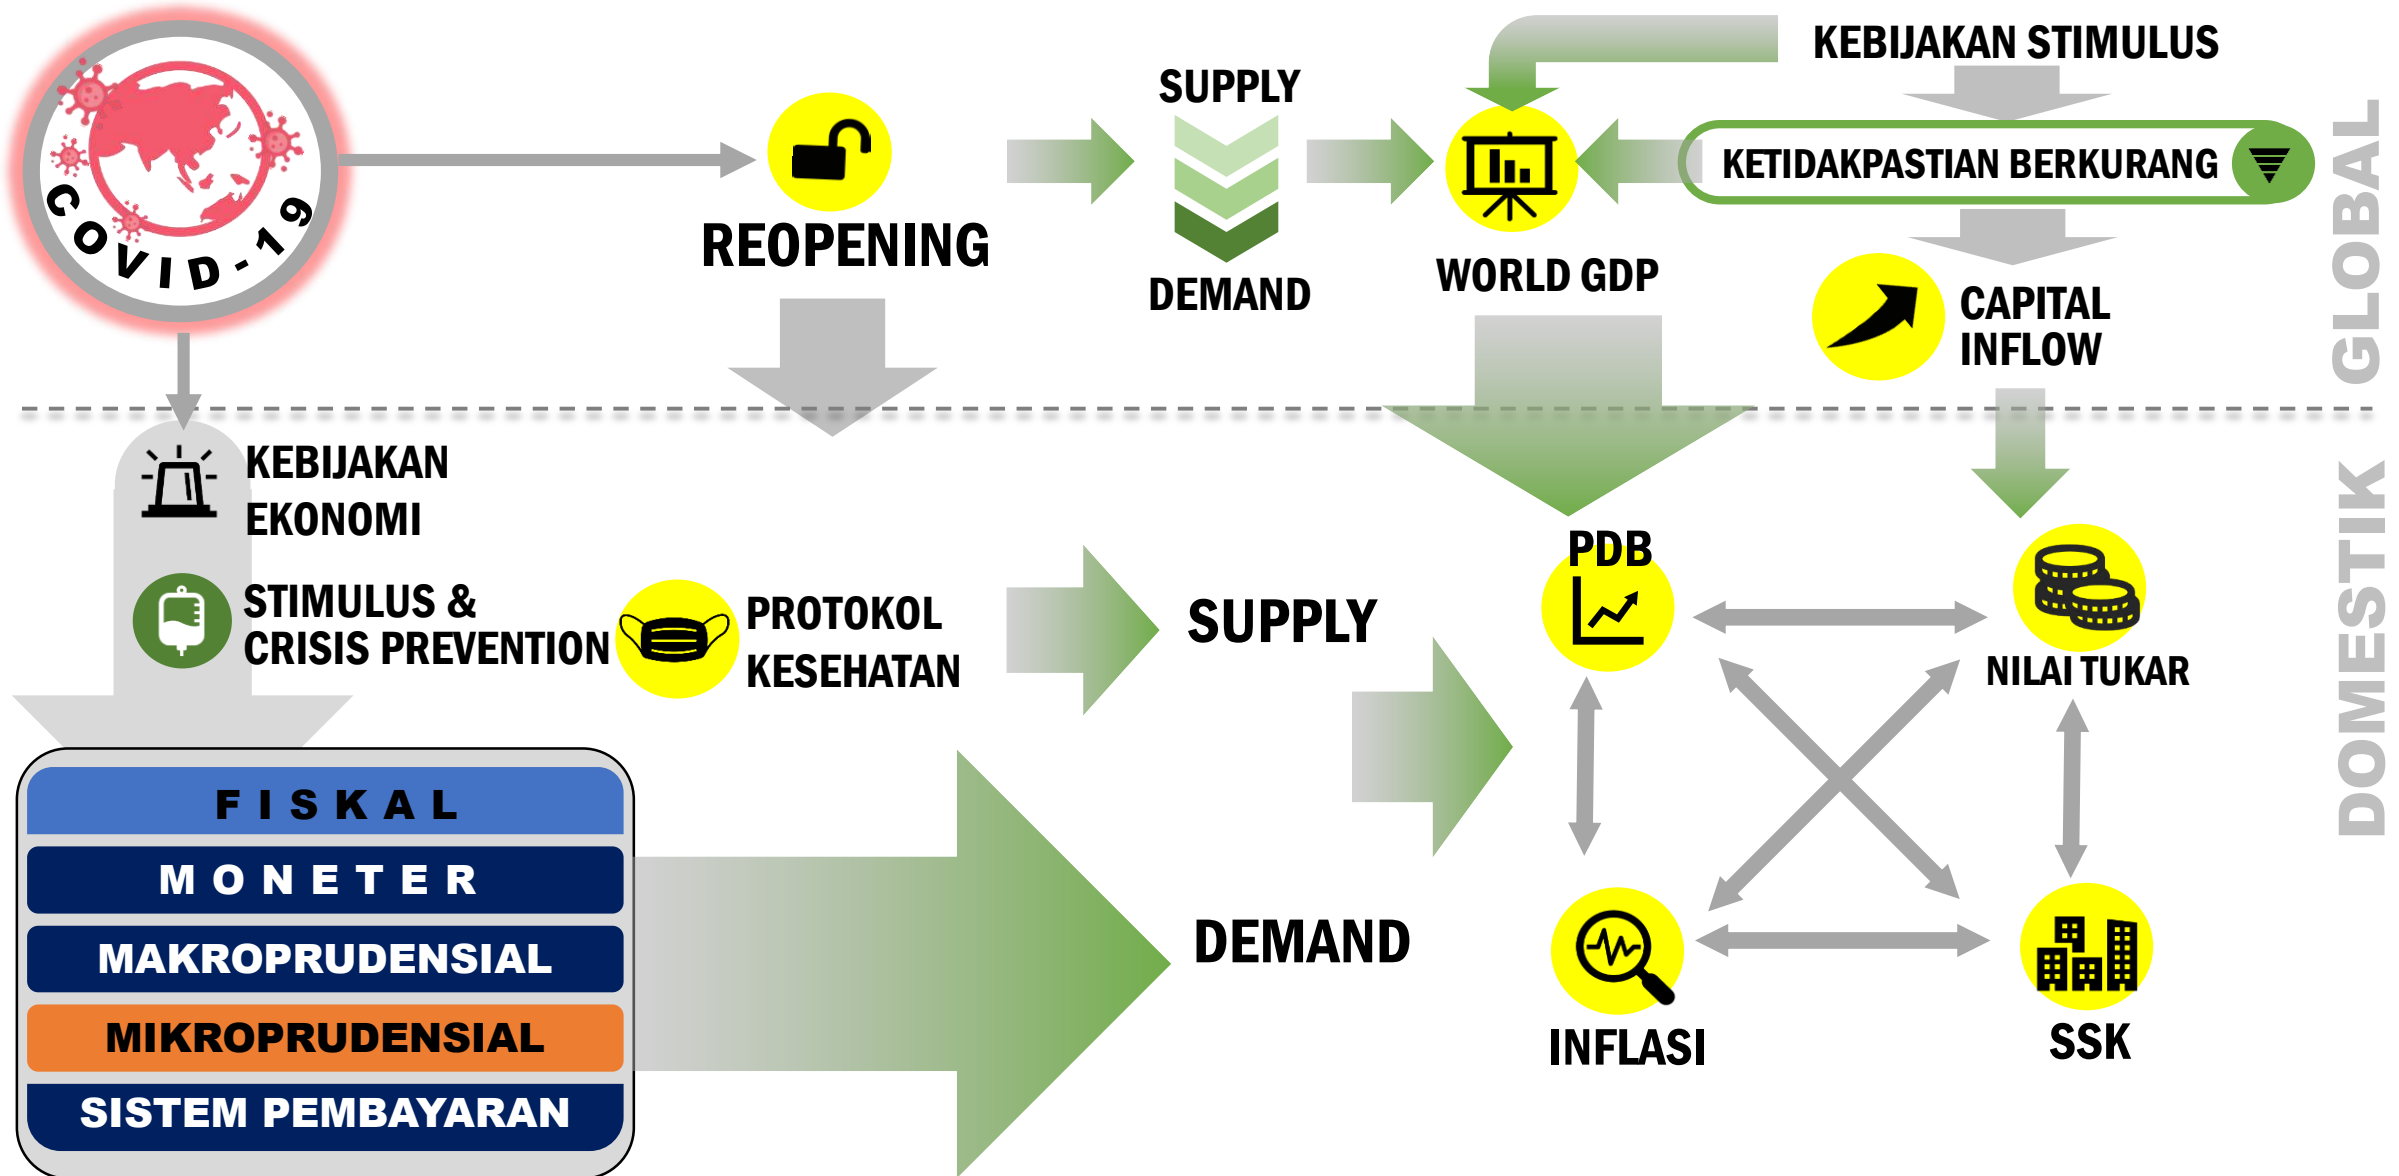 COVID-19
REOPENING
SUPPLY
DEMAND
WORLD GDP
KEBIJAKAN STIMULUS
KETIDAKPASTIAN BERKURANG
CAPITAL
INFLOW
GLOBAL
KEBIJAKAN
EKONOMI
STIMULUS &
CRISIS PREVENTION
PROTOKOL
KESEHATAN
FISKAL
MONETER
MAKROPRUDENSIAL
MIKROPRUDENSIAL
SISTEM PEMBAYARAN
SUPPLY
DEMAND
PDB
NILAI TUKAR
INFLASI
SSK
DOMESTIK